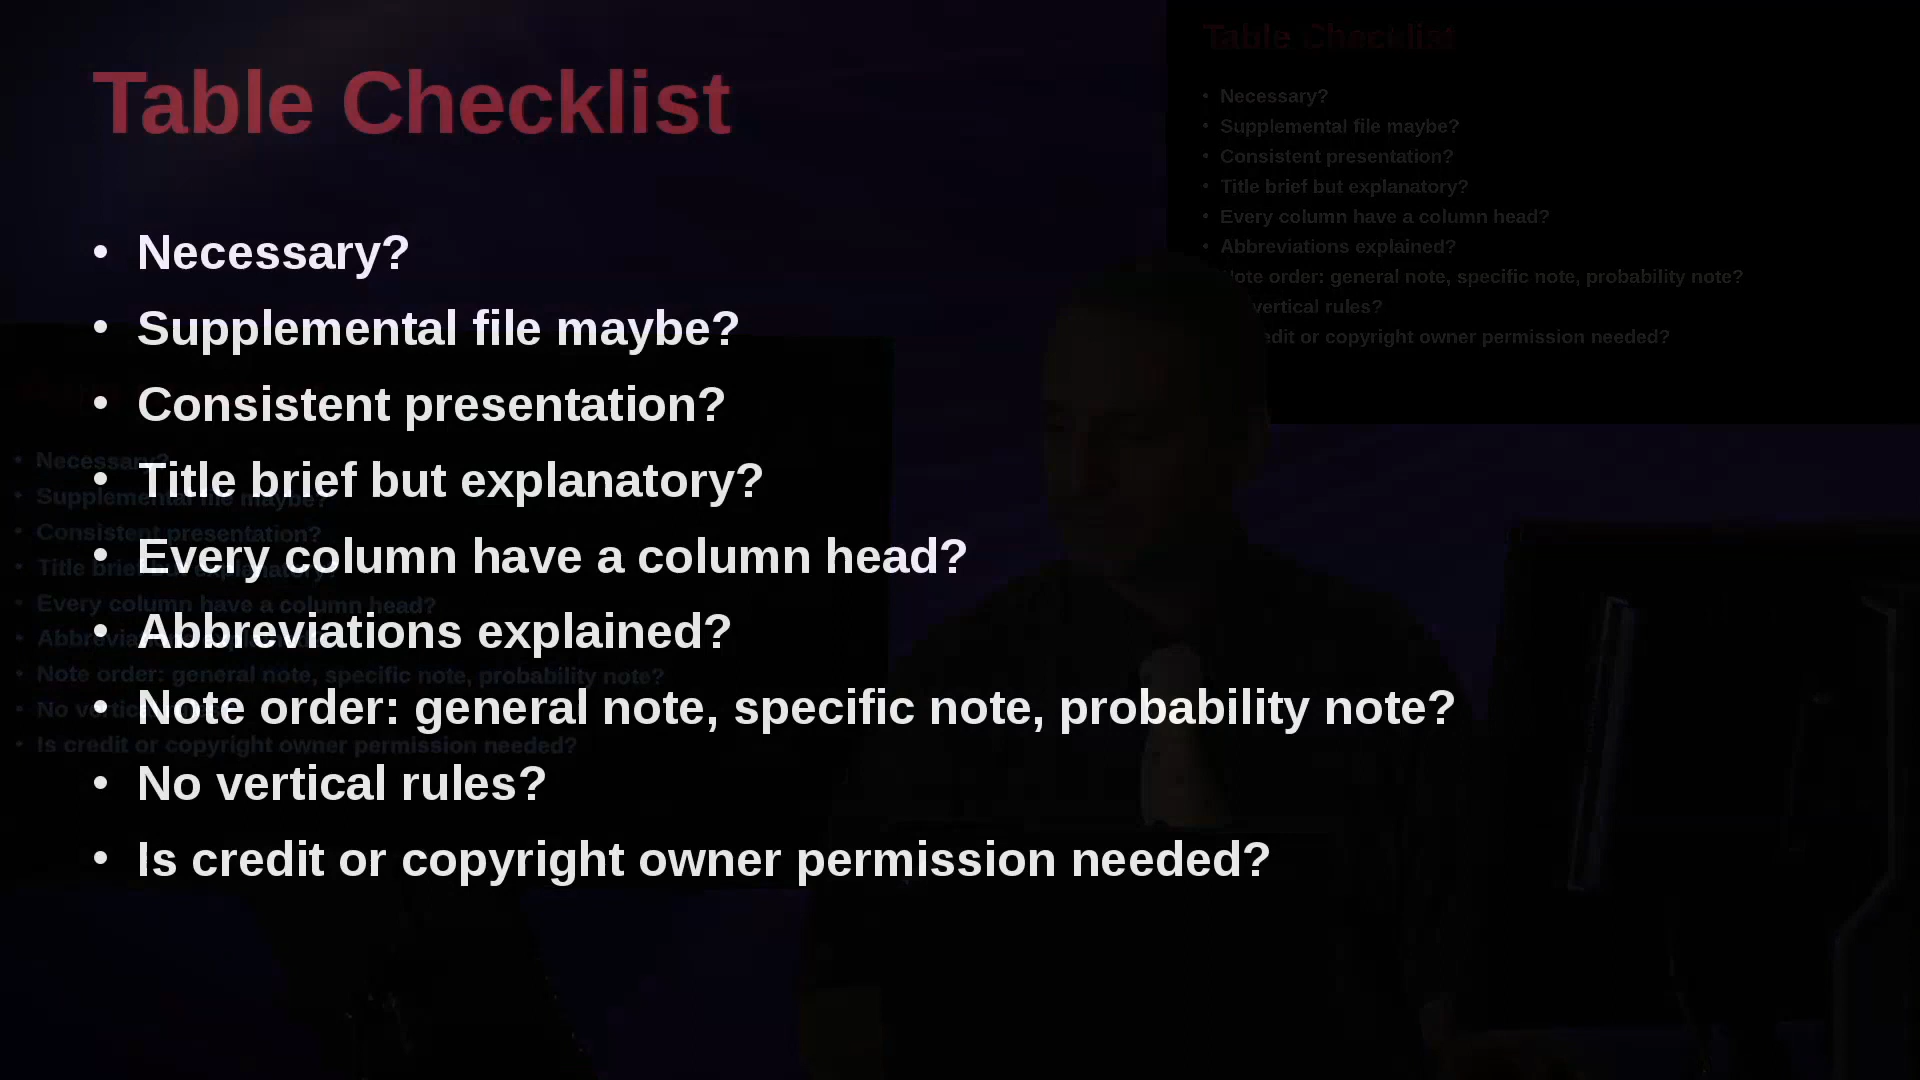 Table Checklist
• Necessary?
• Supplemental file maybe?
• Consistent presentation?
• Title brief but explanatory?
• Every column have a column head?
• Abbreviations explained?
• Note order: general note, specific note, probability note?
• No vertical rules?
• Is credit or copyright owner permission needed?
Table Checklist
• Necessary?
• Supplemental file maybe?
• Consistent presentation?
• Title brief but explanatory?
• Every column have a column head?
• Abbreviations explained?
Note order: general note, specific note, probability note?
vertical rules?
or copyright owner permission needed?
• Necessary?
• Supplemental file maybe?
• Consistent presentation?
• Title brief but explanatory?
• Every column have a column head?
• Abbreviations explained?
• Note order: general note, specific note, probability note?
• No vertical rules?
• Is credit or copyright owner permission needed?